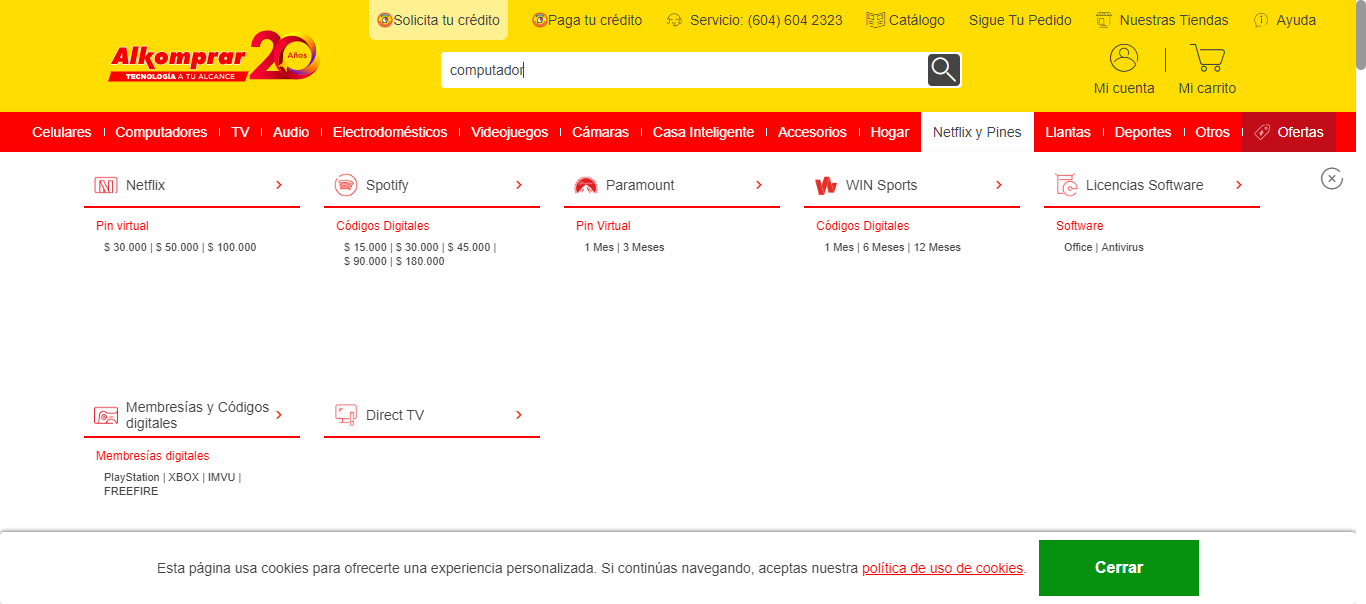 Solicita tu crédito Paga tu crédito Servicio: (604) 604 2323 Catálogo Sigue Tu Pedido Nuestras Tiendas Ayuda
Alkomprar 20 Años
TECNOLOGÍA A TU ALCANCE
computador
Mi cuenta Mi carrito
Celulares Computadores TV Audio Electrodomésticos Videojuegos Cámaras Casa Inteligente Accesorios Hogar Netflix y Pines Llantas Deportes Otros Ofertas
Netflix
Pin virtual
$ 30.000 | $ 50.000 | $ 100.000
Spotify
Códigos Digitales
$ 15.000 | $ 30.000 | $ 45.000 |
$ 90.000 | $ 180.000
Paramount
Pin Virtual
1 Mes | 3 Meses
WIN Sports
Códigos Digitales
1 Mes | 6 Meses | 12 Meses
Licencias Software
Software
Office | Antivirus
Membresías y Códigos
digitales
Membresías digitales
PlayStation | XBOX | IMVU |
FREEFIRE
Direct TV
Esta página usa cookies para ofrecerte una experiencia personalizada. Si continúas navegando, aceptas nuestra política de uso de cookies.
Cerrar